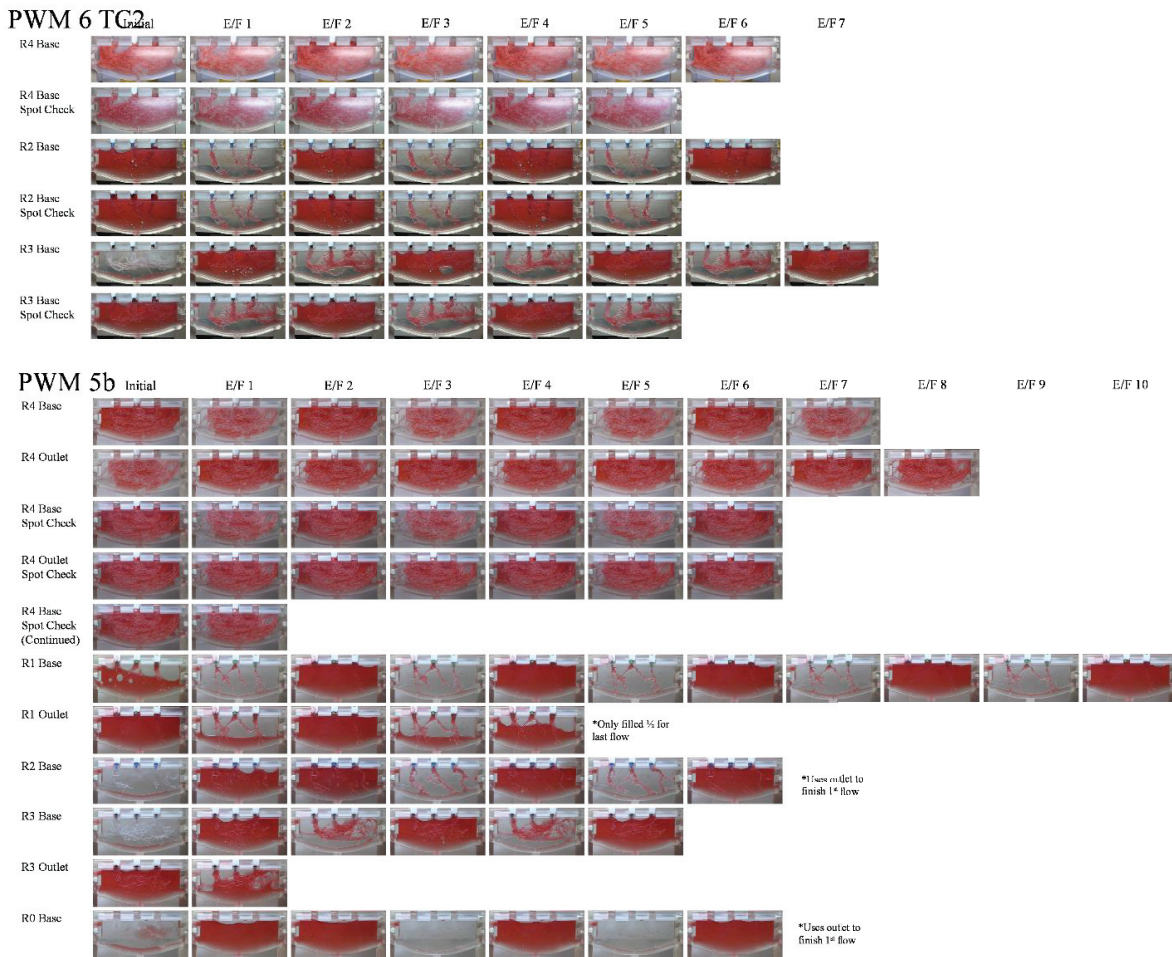 PWM 6 TC2
Initial E/F 1 E/F 2 E/F 3 E/F 4 E/F 5 E/F 6 E/F 7
R4 Base
R4 Base
Spot Check
R2 Base
R2 Base
Spot Check
R3 Base
R3 Base
Spot Check
PWM 5b
Initial E/F 1 E/F 2 E/F 3 E/F 4 E/F 5 E/F 6 E/F 7 E/F 8 E/F 9 E/F 10
R4 Base
R4 Outlet
R4 Base
Spot Check
R4 Outlet
Spot Check
R4 Base
Spot Check
(Continued)
R1 Base
R1 Outlet
*Only filled ½ for
last flow
R2 Base
*Uses outlet to
finish 1st flow
R3 Base
R3 Outlet
R0 Base
*Uses outlet to
finish 1st flow